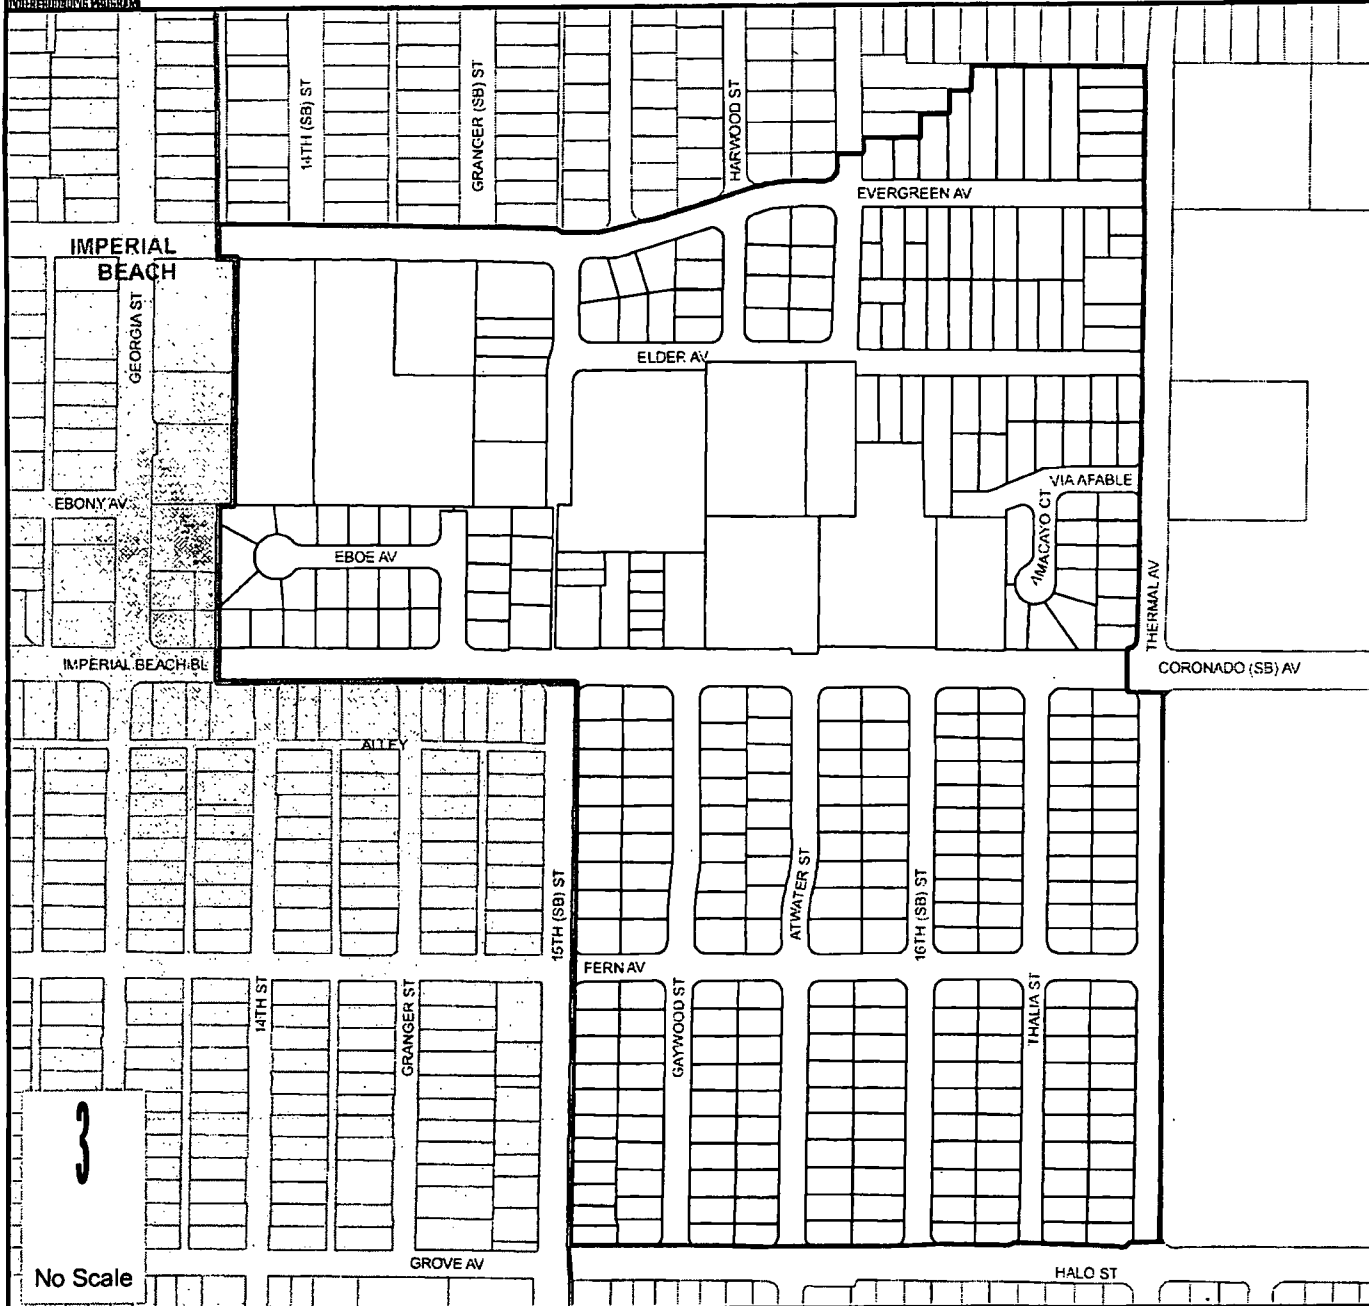 UNDERGROUNDING PROGRAM
14TH (SB) ST
GRANGER (SB) ST
HARWOOD ST
EVERGREEN AV
IMPERIAL
BEACH
GEORGIA ST
ELDER AV
EBONY AV
EBOE AV
VIA AFABLE
AMACAYO CT
THERMAL AV
IMPERIAL BEACH BL
CORONADO (SB) AV
ALLEY
15TH (SB) ST
ATWATER ST
16TH (SB) ST
FERN AV
14TH ST
GRANGER ST
GAYWOOD ST
THALIA ST
3
No Scale
GROVE AV
HALO ST